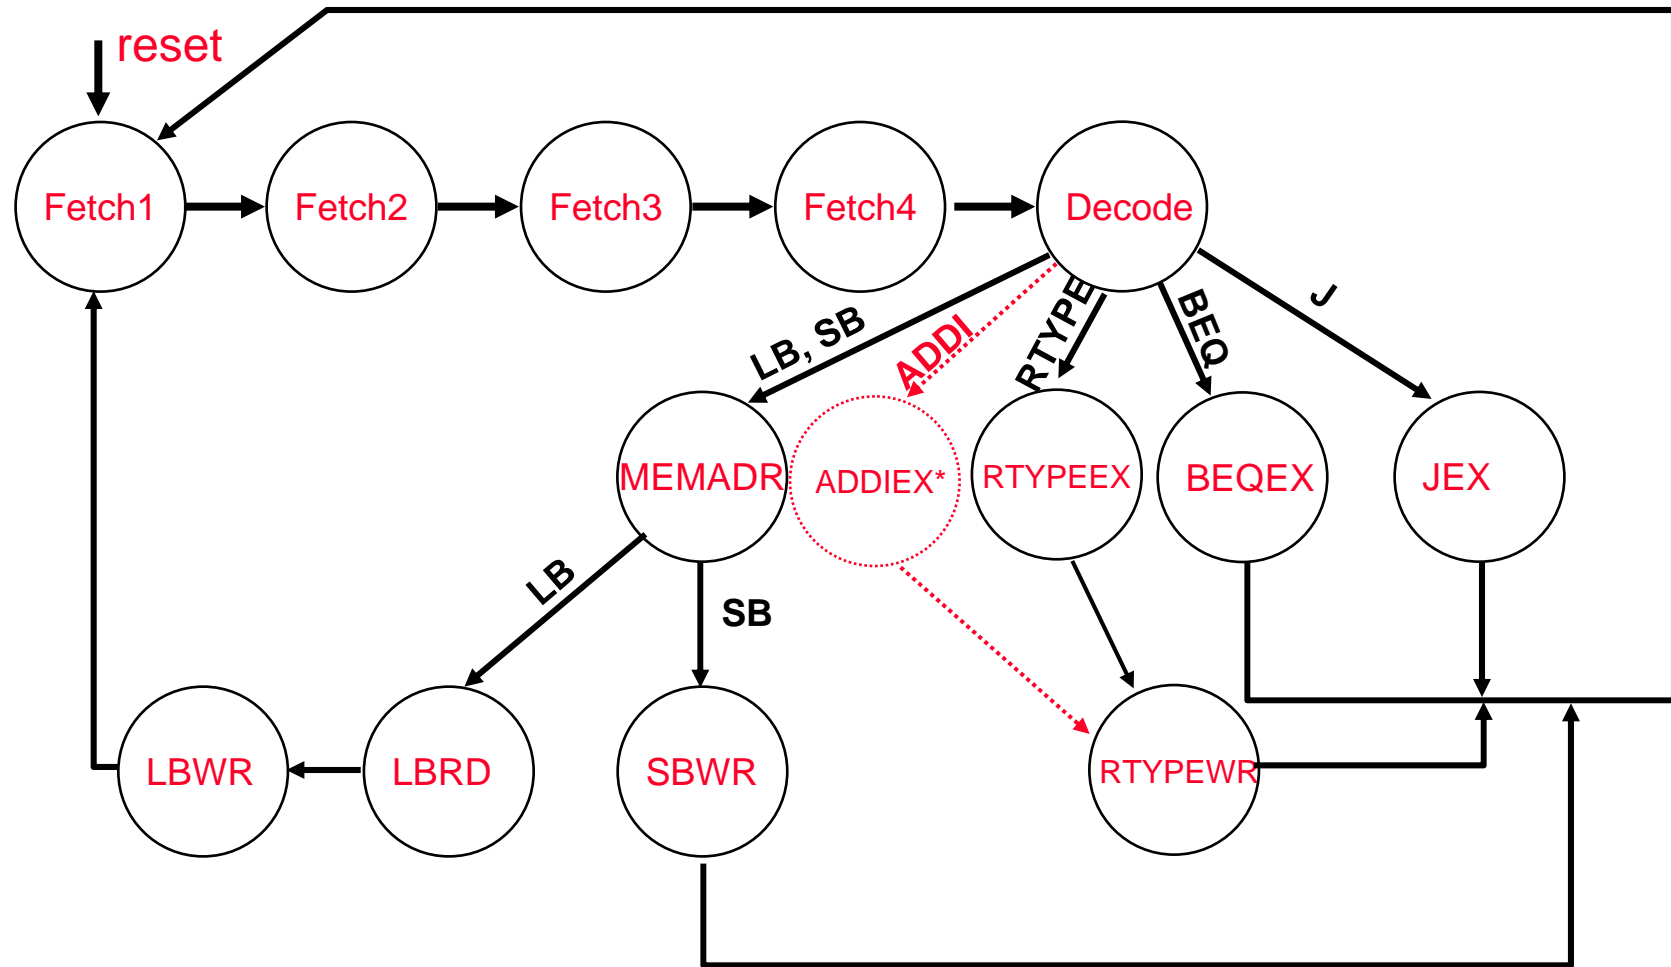 reset
Fetch1
Fetch2
Fetch3
Fetch4
Decode
LB, SB
ADDI
RTYPE
BEQ
J
MEMADR
ADDIEX*
RTYPEEX
BEQEX
JEX
LB
SB
LBWR
LBRD
SBWR
RTYPEWR